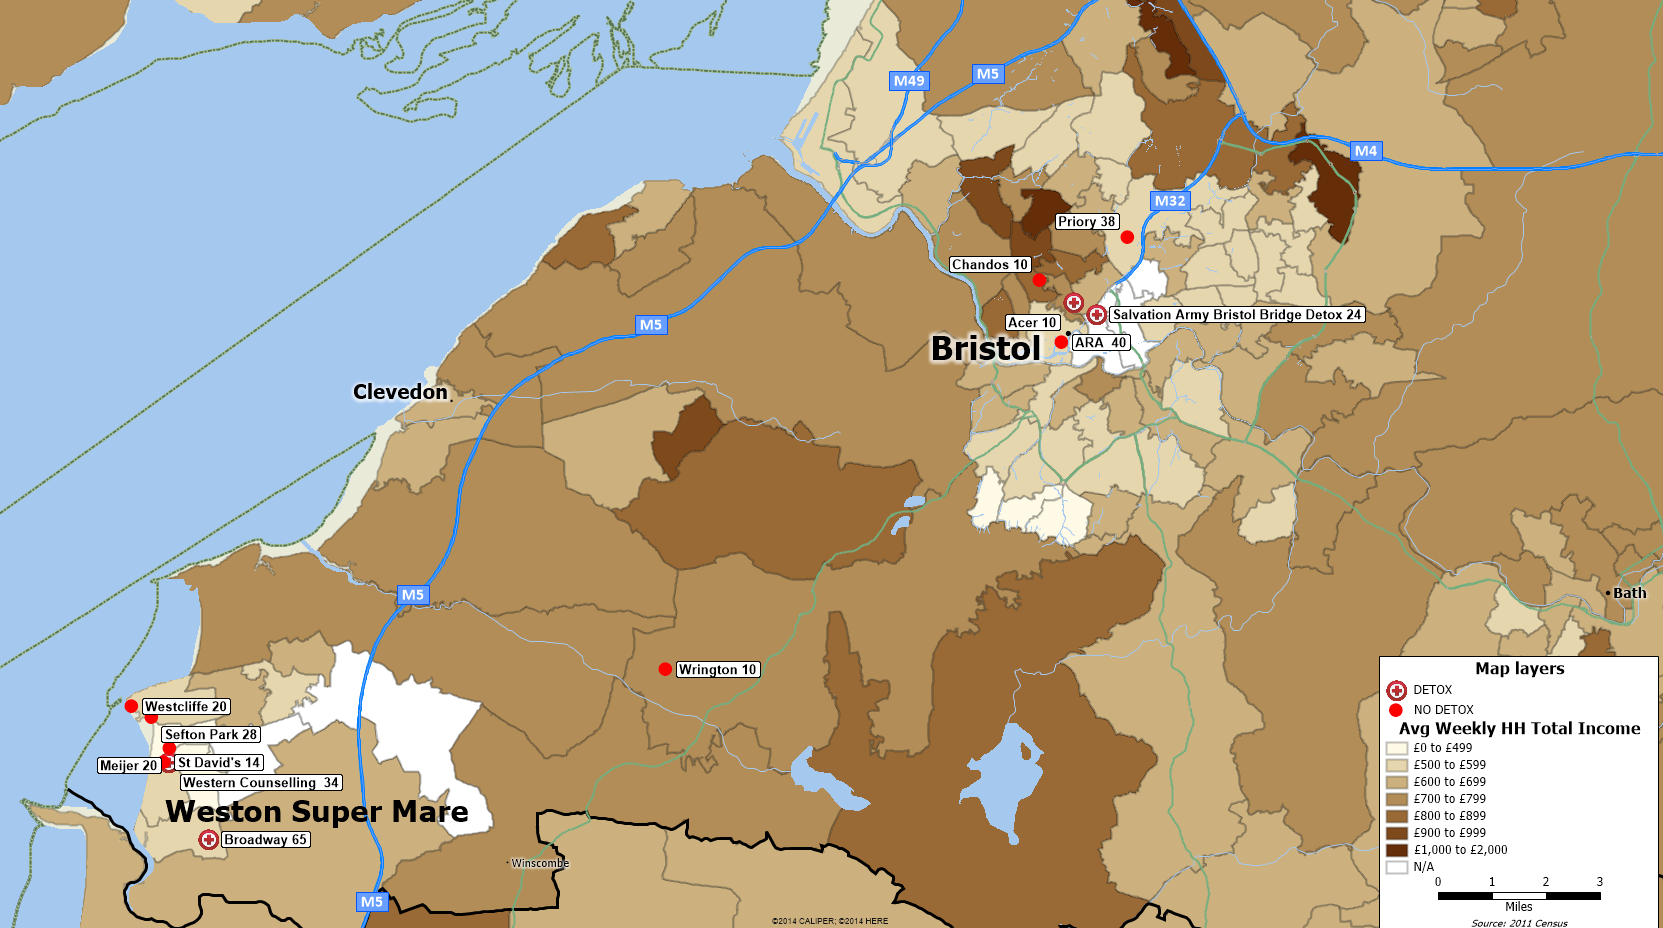 M49
M5
M4
M32
Priory 38
Chandos 10
Salvation Army Bristol Bridge Detox 24
Acer 10
M5
ARA  40
Bristol
Clevedon
M5
Bath
Wrington 10
Westcliffe 20
Sefton Park 28
St David's 14
Meijer 20
Western Counselling  34
Weston Super Mare
Broadway 65
Winscombe
M5
©2014 CALIPER; ©2014 HERE
Map layers
DETOX
NO DETOX
Avg Weekly HH Total Income
£0 to £499
£500 to £599
£600 to £699
£700 to £799
£800 to £899
£900 to £999
£1,000 to £2,000
N/A
0 1 2 3
Miles
Source: 2011 Census